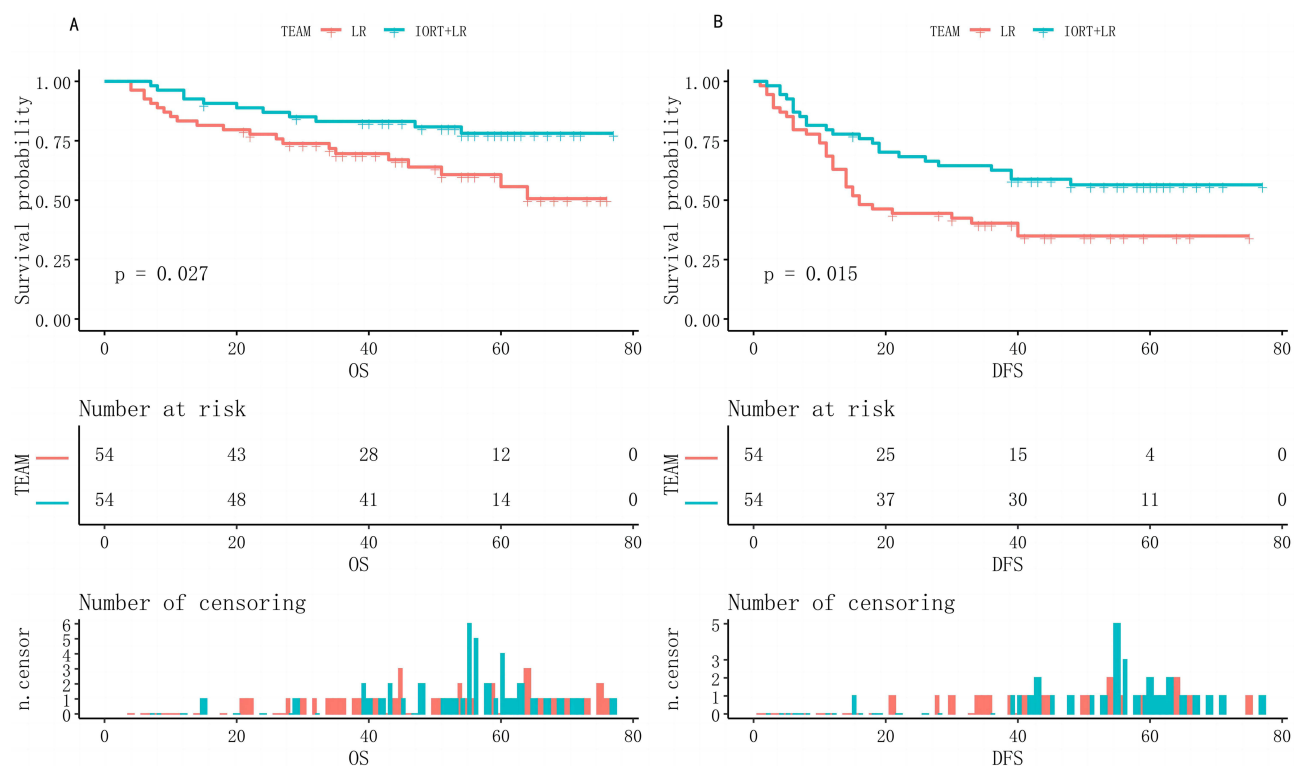 A
TEAM LR IORT+LR
Survival probability
1.00
0.75
0.50
0.25
0.00
p = 0.027
0 20 40 60 80
OS
Number at risk
TEAM
54 43 28 12 0
54 48 41 14 0
0 20 40 60 80
OS
Number of censoring
n.censor
6
5
4
3
2
1
0
0 20 40 60 80
OS
B
TEAM LR IORT+LR
Survival probability
1.00
0.75
0.50
0.25
0.00
p = 0.015
0 20 40 60 80
DFS
Number at risk
TEAM
54 25 15 4 0
54 37 30 11 0
0 20 40 60 80
DFS
Number of censoring
n.censor
5
3
2
1
0
0 20 40 60 80
DFS